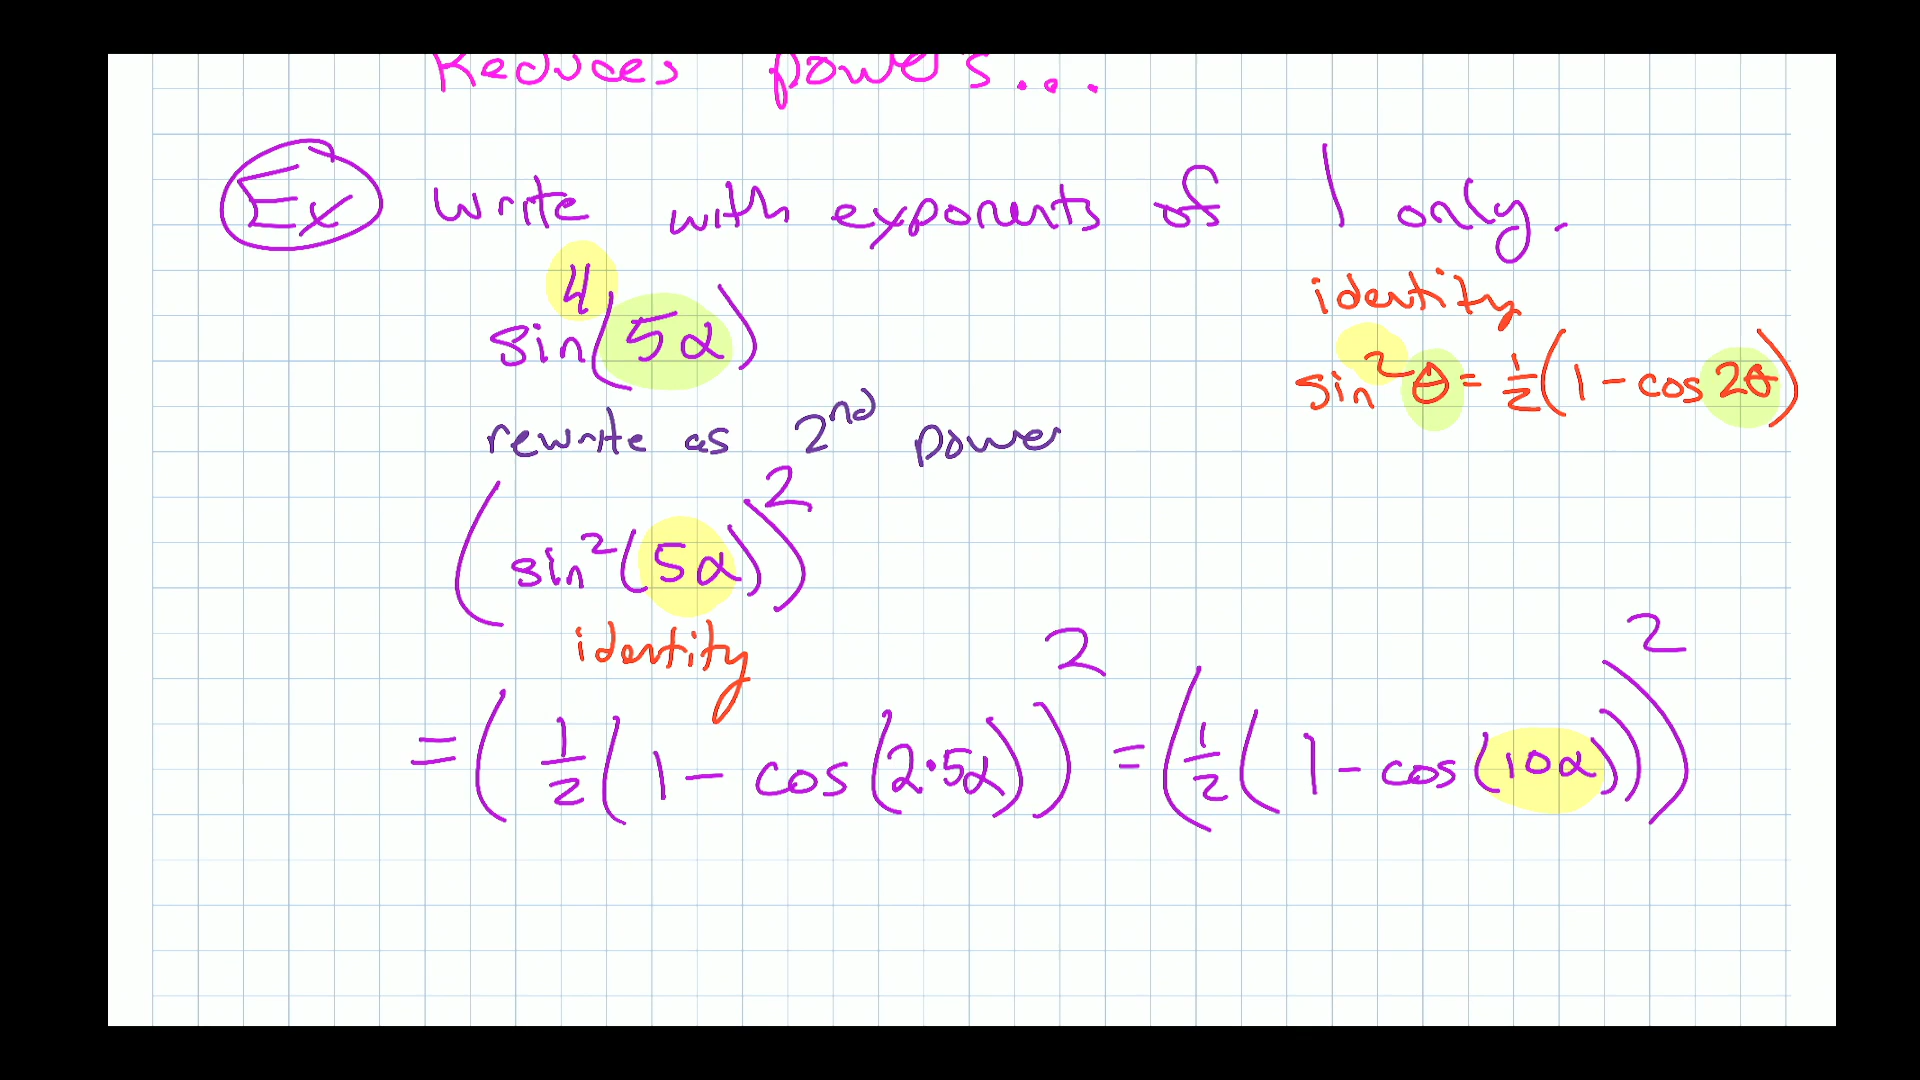 Reduces powers...
Ex write with exponents of 1 only.
sin⁴(5α)
identity
sin²θ = 1/2(1 - cos 2θ)
rewrite as 2nd power
(sin²(5α))²
identity
= (1/2(1 - cos(2·5α))² = (1/2(1 - cos(10α)))²